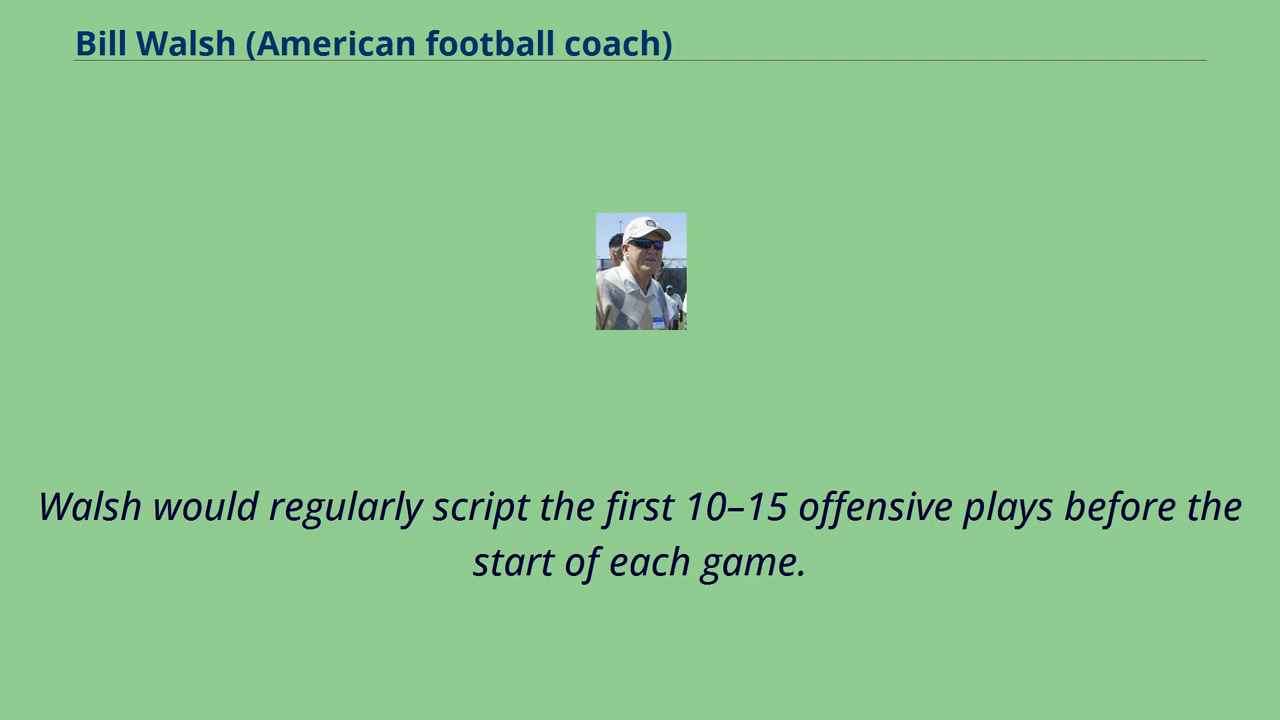 Bill Walsh (American football coach)
Walsh would regularly script the first 10–15 offensive plays before the
start of each game.